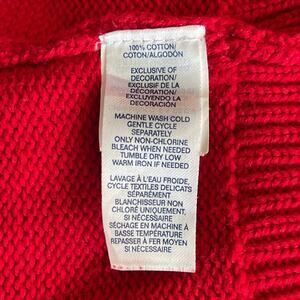 100% COTTON/
COTON/ALGODÓN
EXCLUSIVE OF
DECORATION/
EXCLUSIF DE LA
DÉCORATION/
EXCLUYENDO LA
DECORACIÓN
MACHINE WASH COLD
GENTLE CYCLE
SEPARATELY
ONLY NON-CHLORINE
BLEACH WHEN NEEDED
TUMBLE DRY LOW
WARM IRON IF NEEDED
LAVAGE À L'EAU FROIDE,
CYCLE TEXTILES DELICATS
SÉPARÉMENT
BLANCHISSEUR NON
CHLORÉ UNIQUEMENT,
SI NÉCESSAIRE
SÉCHAGE EN MACHINE À
BASSE TEMPÉRATURE
REPASSER À FER MOYEN
SI NÉCESSAIRE